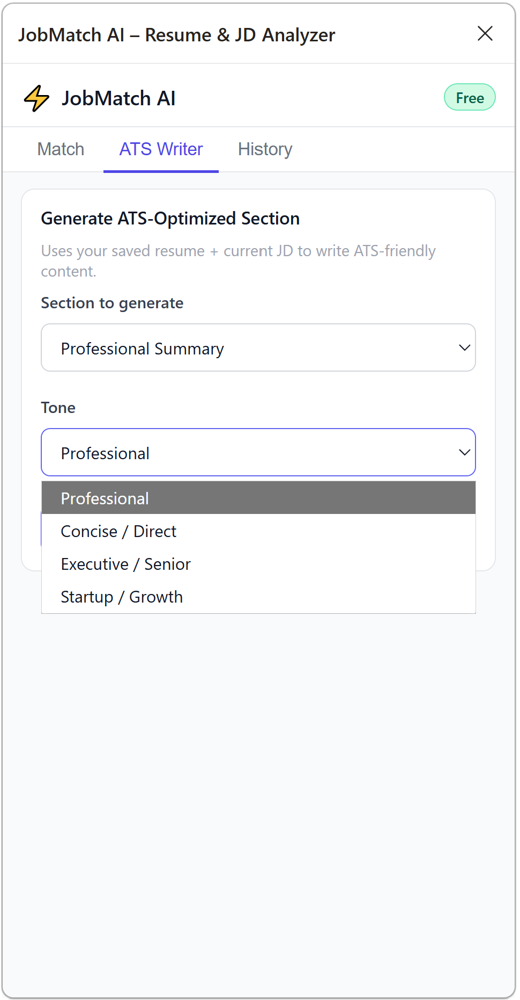 JobMatch AI – Resume & JD Analyzer
JobMatch AI
Free
Match
ATS Writer
History
Generate ATS-Optimized Section
Uses your saved resume + current JD to write ATS-friendly
content.
Section to generate
Professional Summary
Tone
Professional
Professional
Concise / Direct
Executive / Senior
Startup / Growth